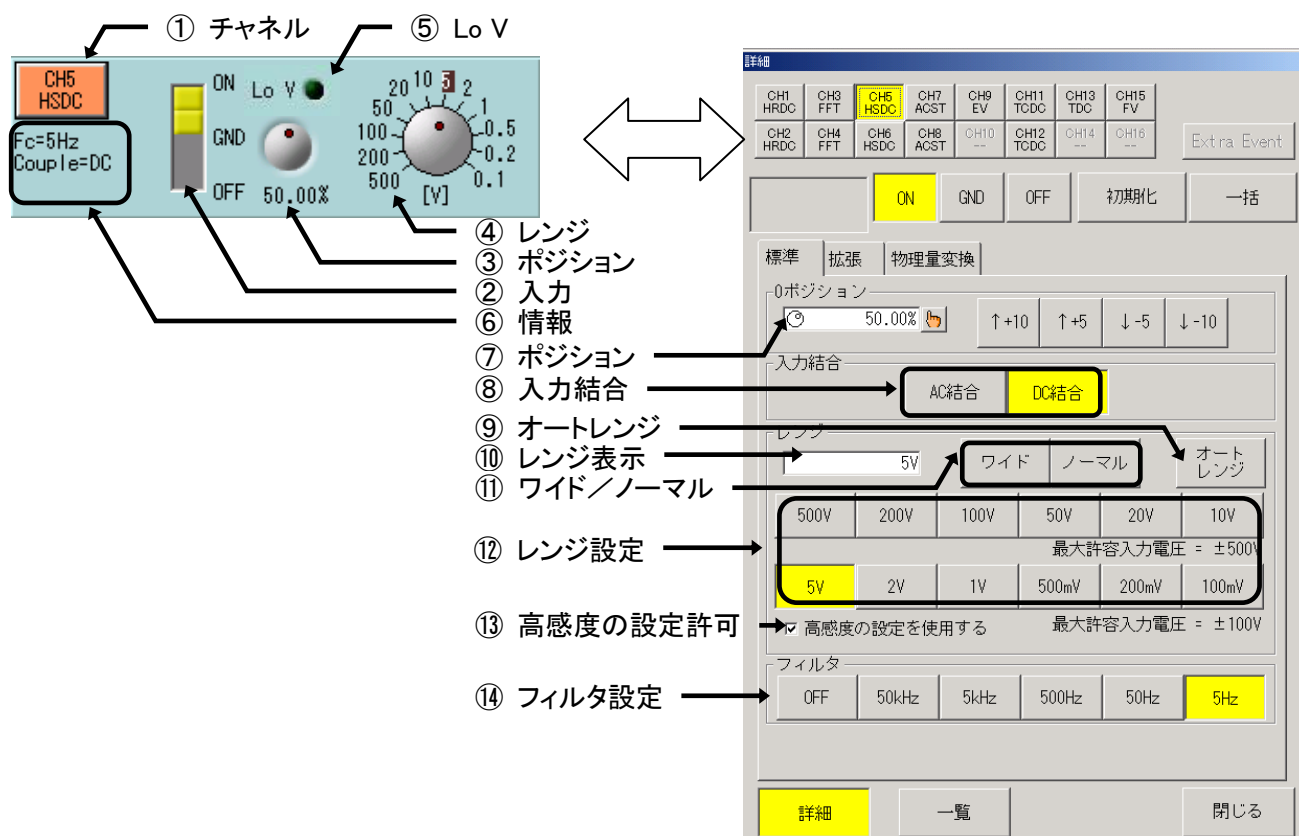 ① チャネル
⑤ Lo V
CH5
HSDC
Fc=5Hz
Couple=DC
ON
GND
OFF
Lo V
50.00%
500
200
100
50
20
10
5
2
1
0.5
0.2
0.1
[V]
④ レンジ
③ ポジション
② 入力
⑥ 情報
⑦ ポジション
⑧ 入力結合
⑨ オートレンジ
⑩ レンジ表示
⑪ ワイド／ノーマル
⑫ レンジ設定
⑬ 高感度の設定許可
⑭ フィルタ設定
詳細
CH1 HRDC
CH3 FFT
CH5 HSDC
CH7 ACST
CH9 EV
CH11 TCDC
CH13 TDC
CH15 FV
CH2 HRDC
CH4 FFT
CH6 HSDC
CH8 ACST
CH10 --
CH12 TCDC
CH14 --
CH16 --
Extra Event
ON GND OFF 初期化 一括
標準 拡張 物理量変換
0ポジション
50.00% ↑+10 ↑+5 ↓-5 ↓-10
入力結合
AC結合 DC結合
レンジ
5V ワイド ノーマル オート
レンジ
500V 200V 100V 50V 20V 10V
最大許容入力電圧 = ±500V
5V 2V 1V 500mV 200mV 100mV
高感度の設定を使用する 最大許容入力電圧 = ±100V
フィルタ
OFF 50kHz 5kHz 500Hz 50Hz 5Hz
詳細 一覧 閉じる